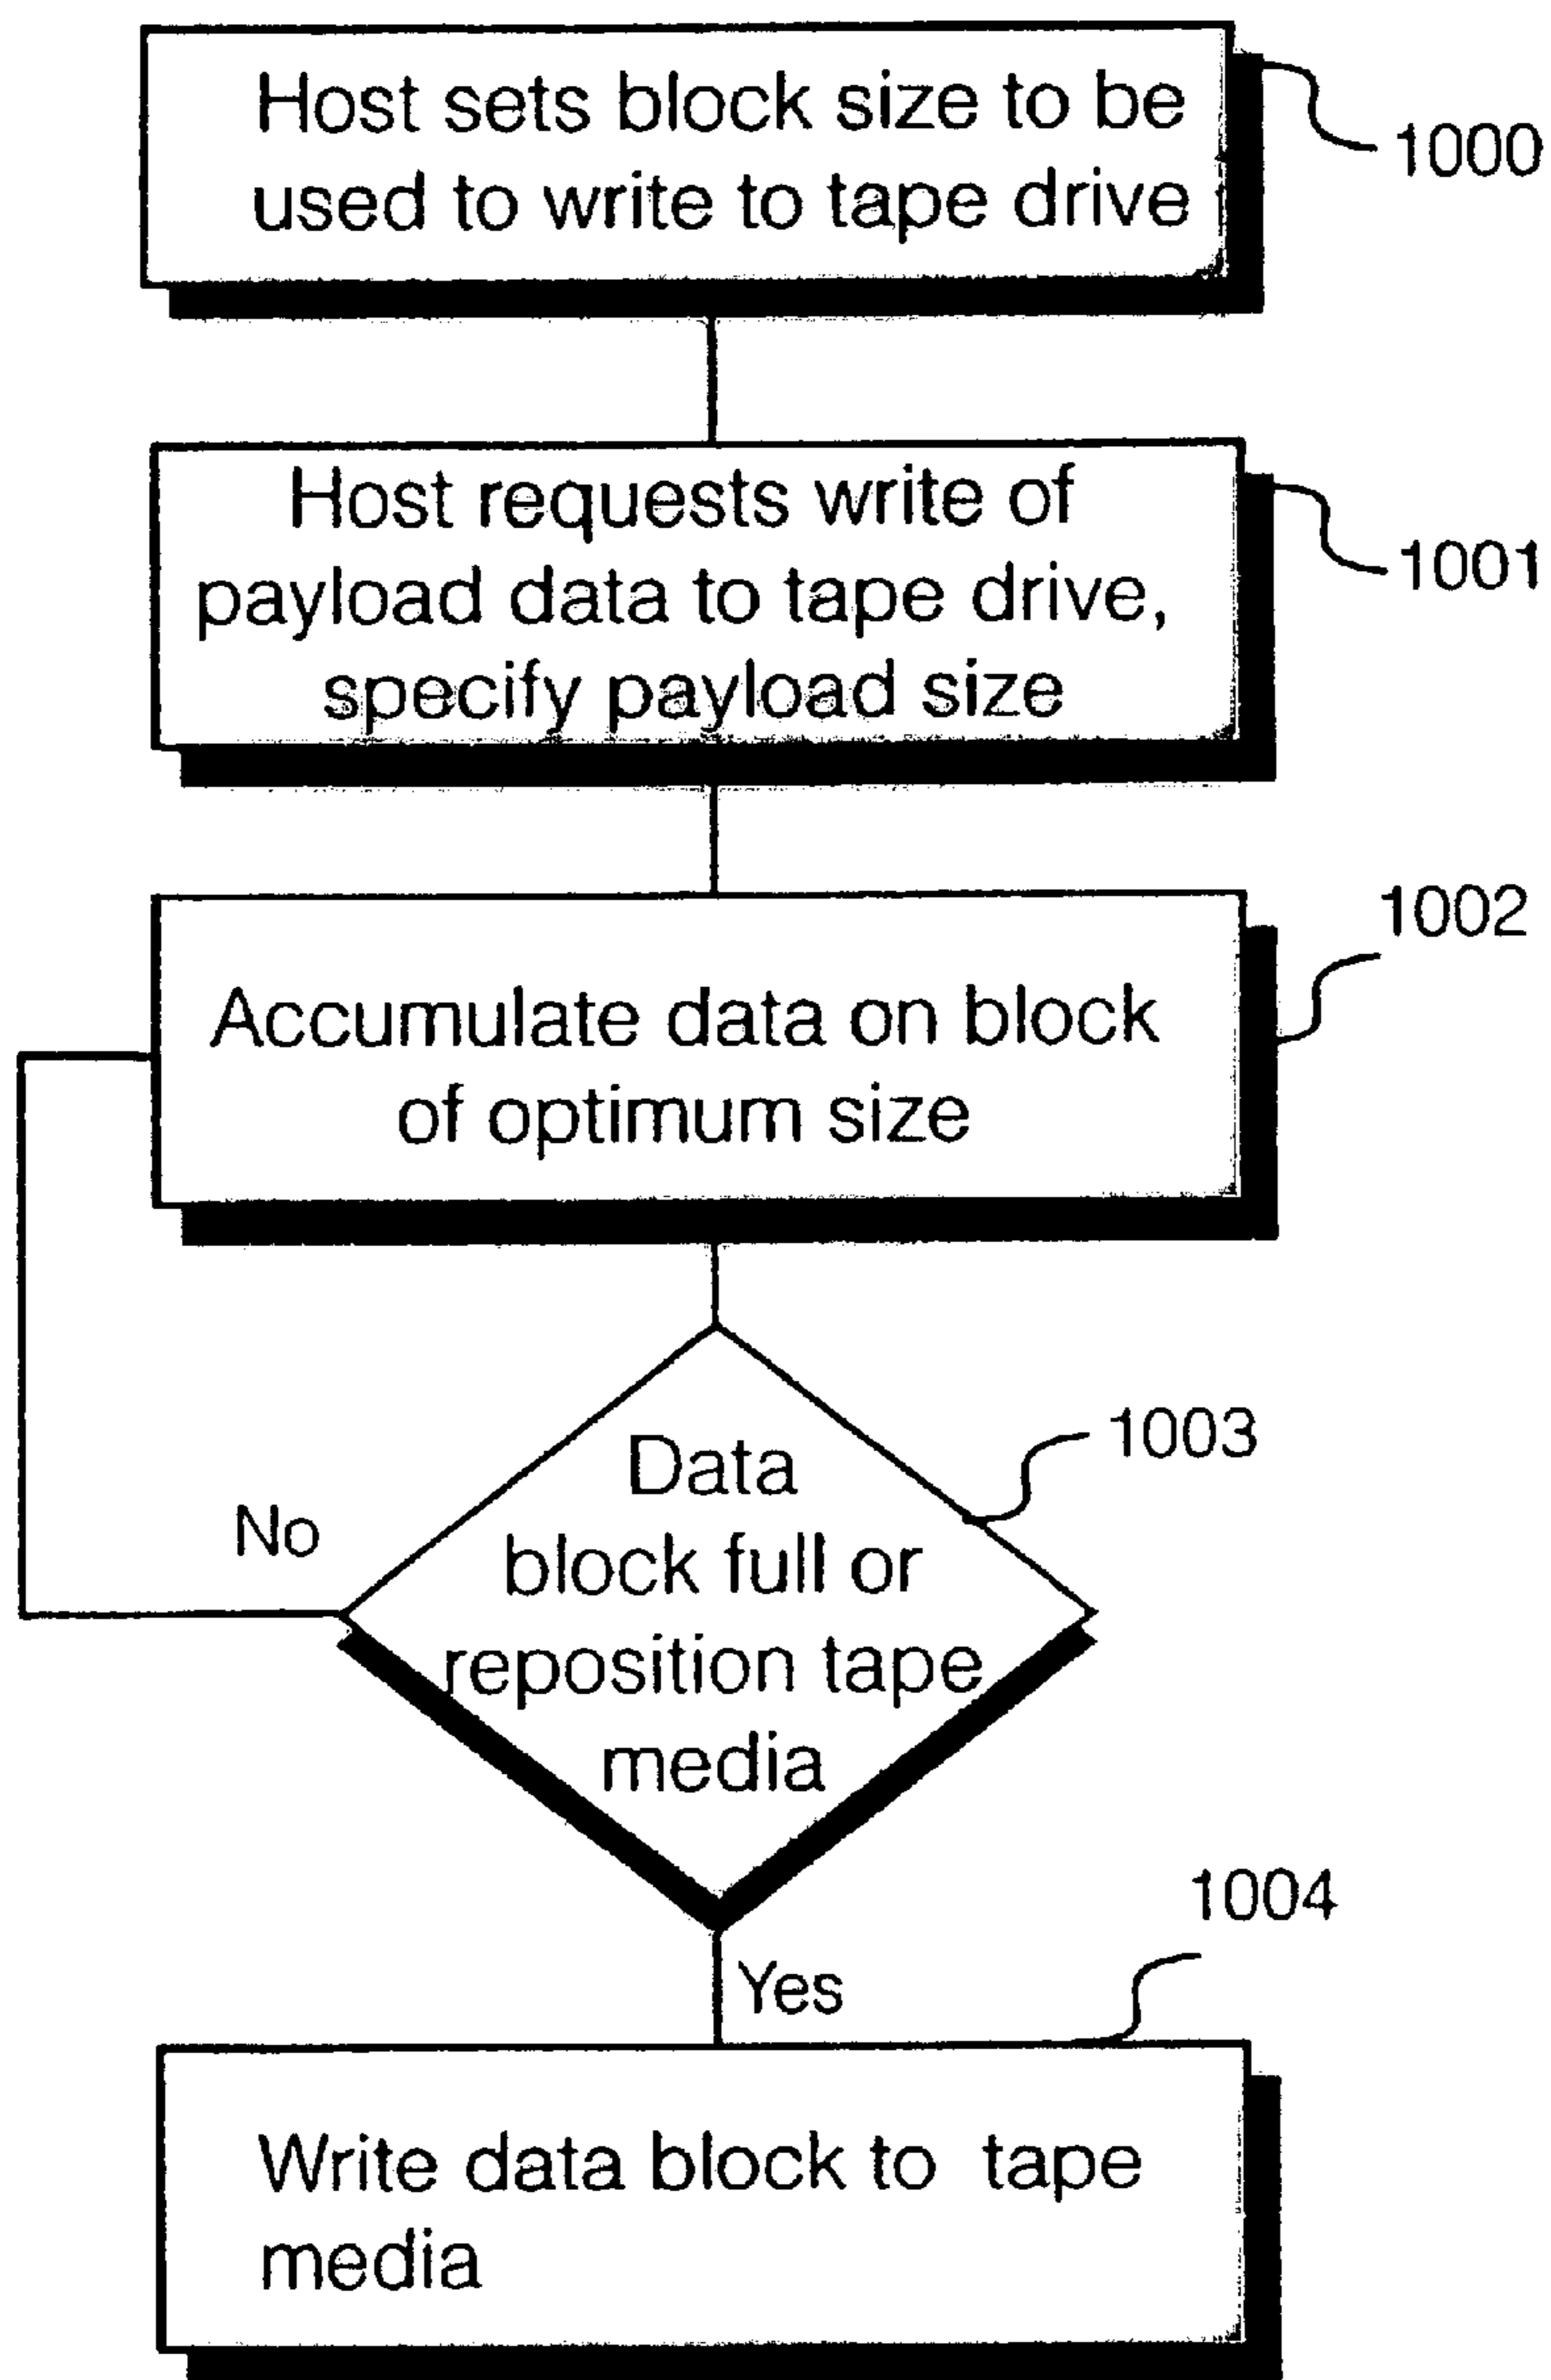 Host sets block size to be
used to write to tape drive
1000
Host requests write of
payload data to tape drive,
specify payload size
1001
1002
Accumulate data on block
of optimum size
1003
Data
block full or
reposition tape
media
No
Yes
1004
Write data block to tape
media